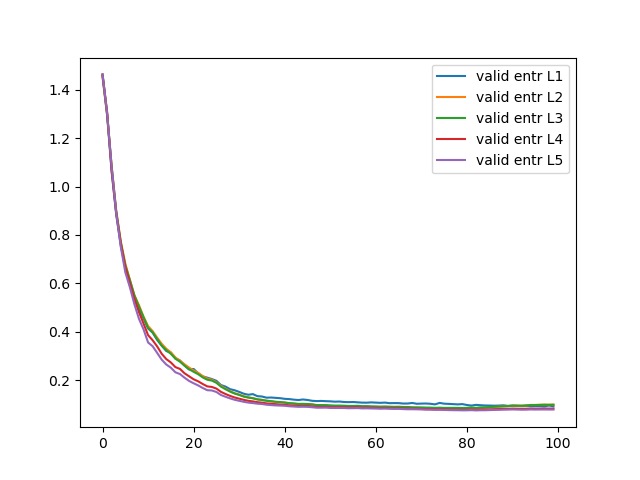 1.4
1.2
1.0
0.8
0.6
0.4
0.2
0
20
40
60
80
100
valid entr L1
valid entr L2
valid entr L3
valid entr L4
valid entr L5